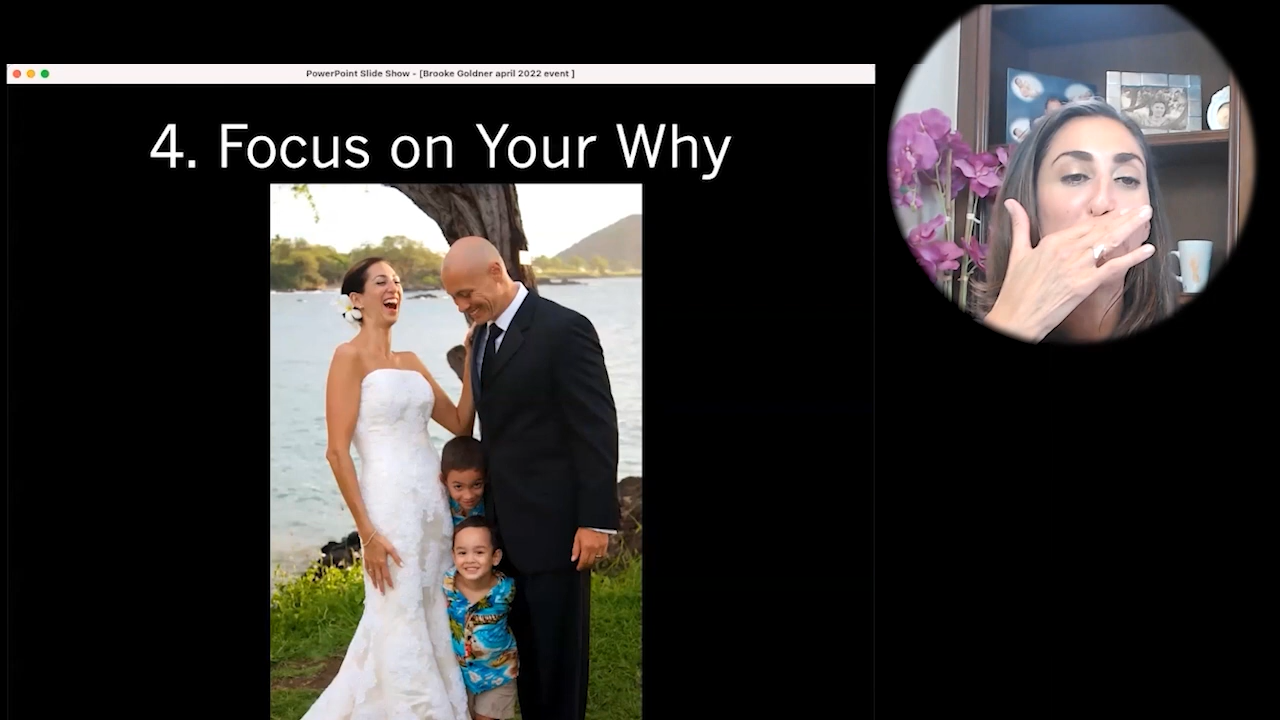 PowerPoint Slide Show - [Brooke Goldner april 2022 event ]
4. Focus on Your Why